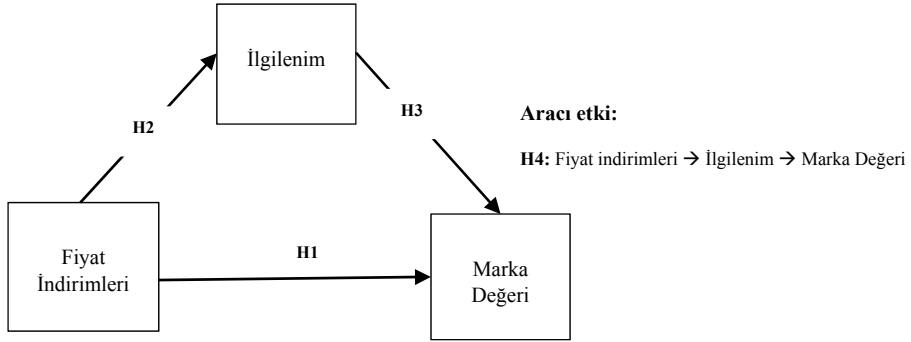 İlgilenim
H2
H3
Aracı etki:
H4: Fiyat indirimleri → İlgilenim → Marka Değeri
Fiyat
İndirimleri
H1
Marka
Değeri